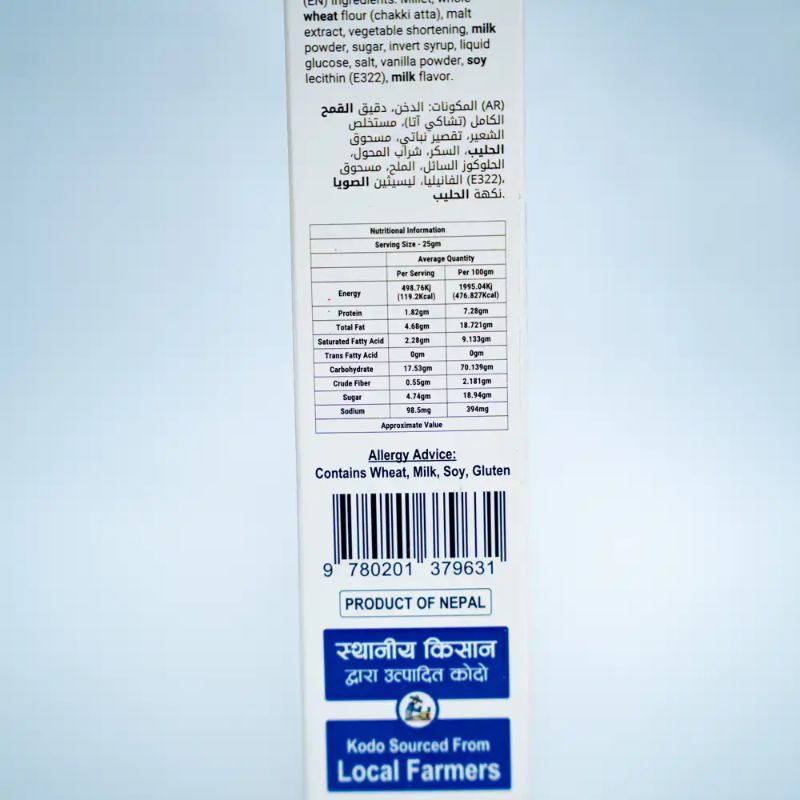 (EN) Ingredients: Millet, whole
wheat flour (chakki atta), malt
extract, vegetable shortening, milk
powder, sugar, invert syrup, liquid
glucose, salt, vanilla powder, soy
lecithin (E322), milk flavor.
(AR) المكونات: الدخن، دقيق القمح
الكامل (تشاكي آتا)، مستخلص
الشعير، تقصير نباتي، مسحوق
الحليب، السكر، شراب المحول،
الجلوكوز السائل، الملح، مسحوق
الفانيليا، ليسيثين الصويا (E322)،
نكهة الحليب.
Nutritional Information
Serving Size - 25gm
Average Quantity
Per Serving Per 100gm
Energy 498.76Kj (119.2Kcal) 1995.04Kj (476.827Kcal)
Protein 1.82gm 7.28gm
Total Fat 4.68gm 18.721gm
Saturated Fatty Acid 2.28gm 9.133gm
Trans Fatty Acid 0gm 0gm
Carbohydrate 17.53gm 70.139gm
Crude Fiber 0.55gm 2.181gm
Sugar 4.74gm 18.94gm
Sodium 98.5mg 394mg
Approximate Value
Allergy Advice:
Contains Wheat, Milk, Soy, Gluten
9 780201 379631
PRODUCT OF NEPAL
स्थानीय किसान
द्वारा उत्पादित कोदो
Kodo Sourced From
Local Farmers